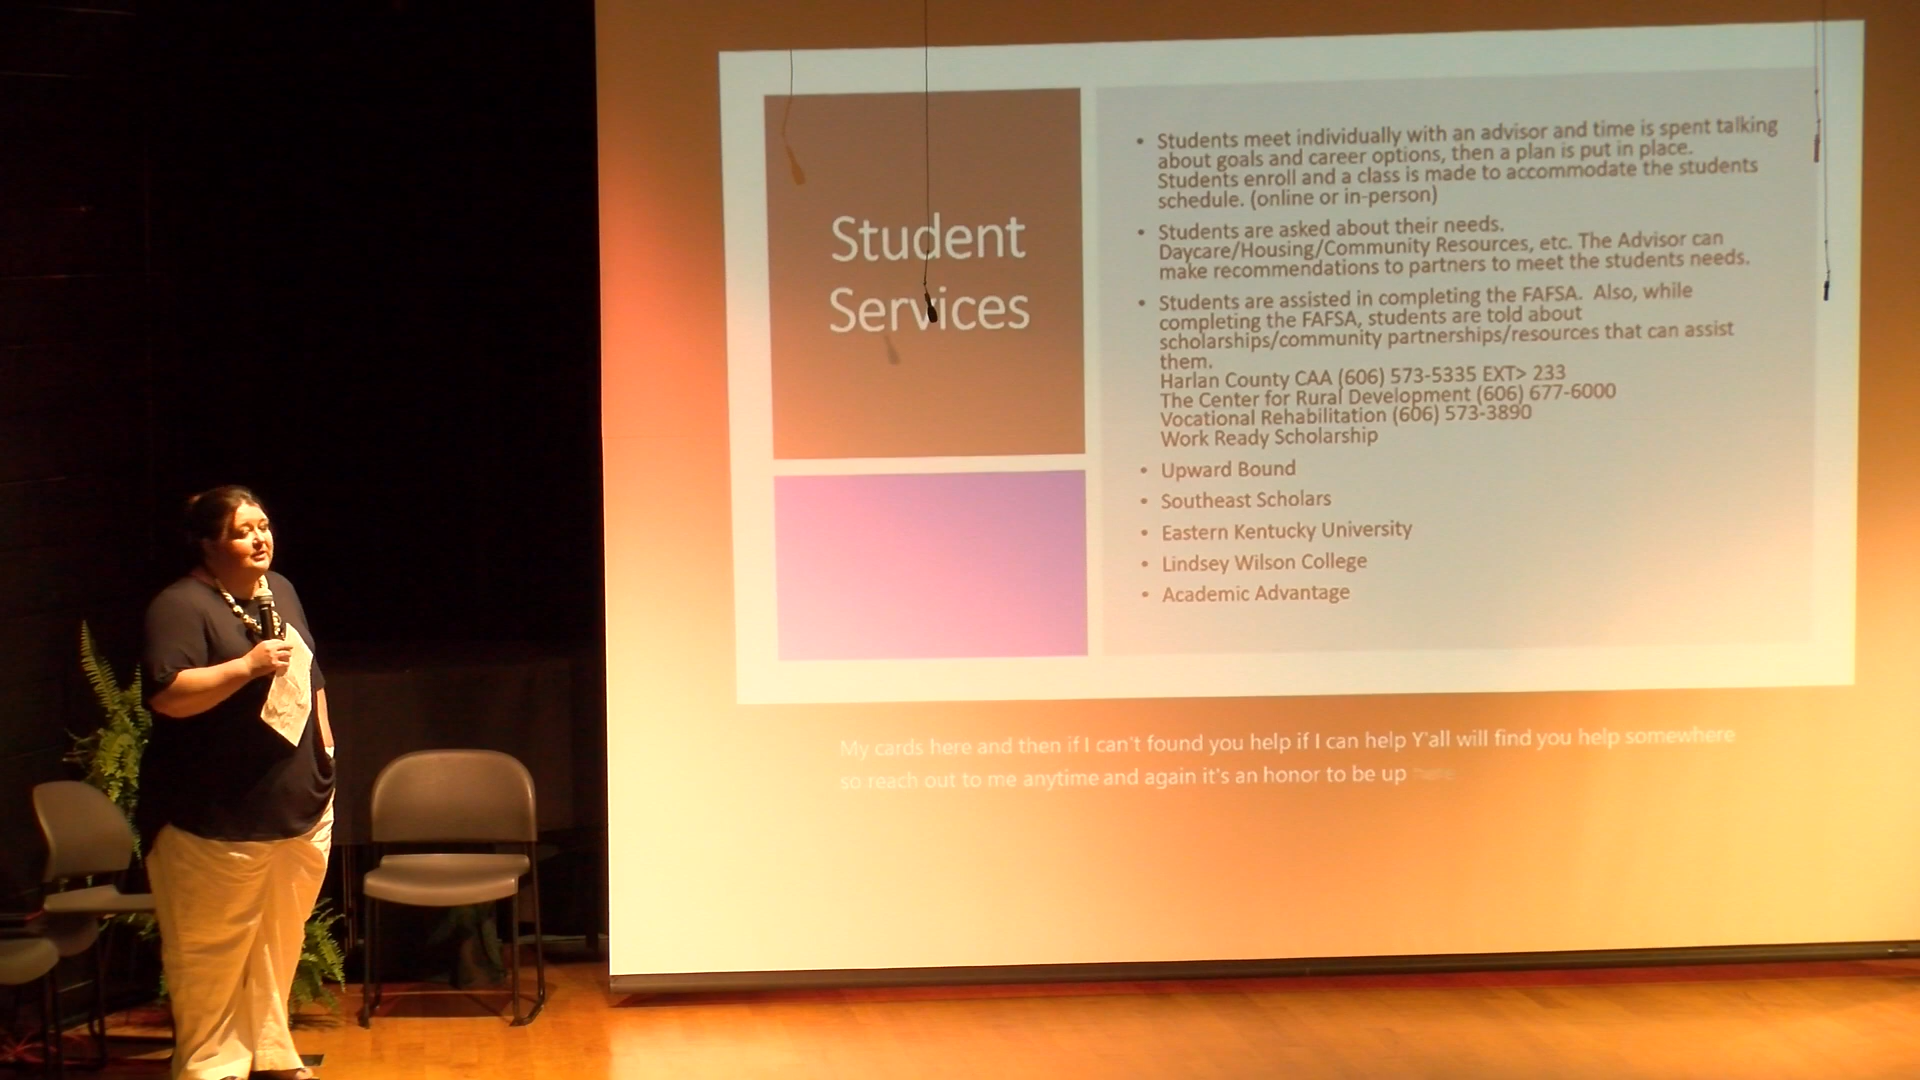 Student
Services
• Students meet individually with an advisor and time is spent talking
about goals and career options, then a plan is put in place.
Students enroll and a class is made to accommodate the students
schedule. (online or in-person)
• Students are asked about their needs.
Daycare/Housing/Community Resources, etc. The Advisor can
make recommendations to partners to meet the students needs.
• Students are assisted in completing the FAFSA. Also, while
completing the FAFSA, students are told about
scholarships/community partnerships/resources that can assist
them.
Harlan County CAA (606) 573-5335 EXT> 233
The Center for Rural Development (606) 677-6000
Vocational Rehabilitation (606) 573-3890
Work Ready Scholarship
• Upward Bound
• Southeast Scholars
• Eastern Kentucky University
• Lindsey Wilson College
• Academic Advantage
My cards here and then if I can't found you help if I can help Y'all will find you help somewhere
so reach out to me anytime and again it's an honor to be up